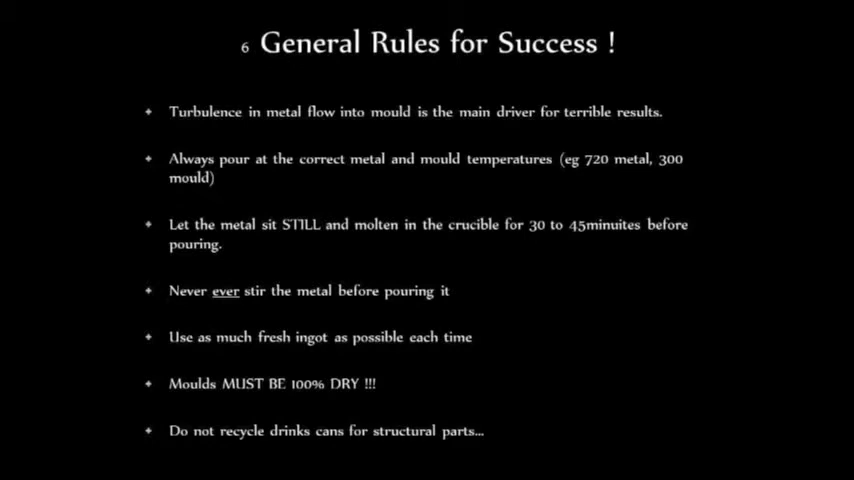 6 General Rules for Success !
Turbulence in metal flow into mould is the main driver for terrible results.
Always pour at the correct metal and mould temperatures (eg 720 metal, 300
mould)
Let the metal sit STILL and molten in the crucible for 30 to 45minuites before
pouring.
Never ever stir the metal before pouring it
Use as much fresh ingot as possible each time
Moulds MUST BE 100% DRY !!!
Do not recycle drinks cans for structural parts...